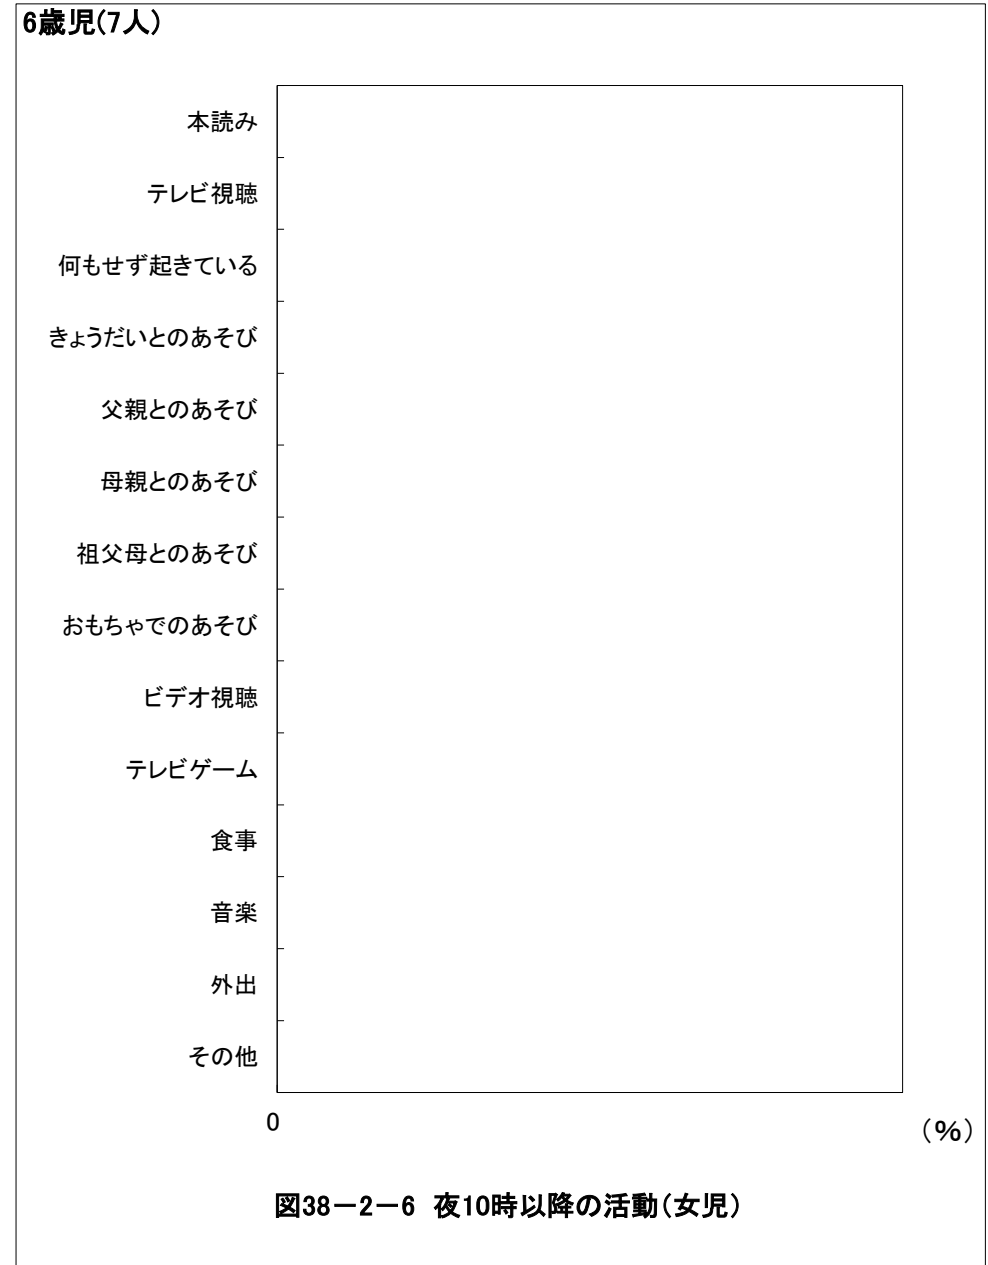 6歳児(7人)
本読み
テレビ視聴
何もせず起きている
きょうだいとのあそび
父親とのあそび
母親とのあそび
祖父母とのあそび
おもちゃでのあそび
ビデオ視聴
テレビゲーム
食事
音楽
外出
その他
0
（%）
図38－2－6 夜10時以降の活動（女児）